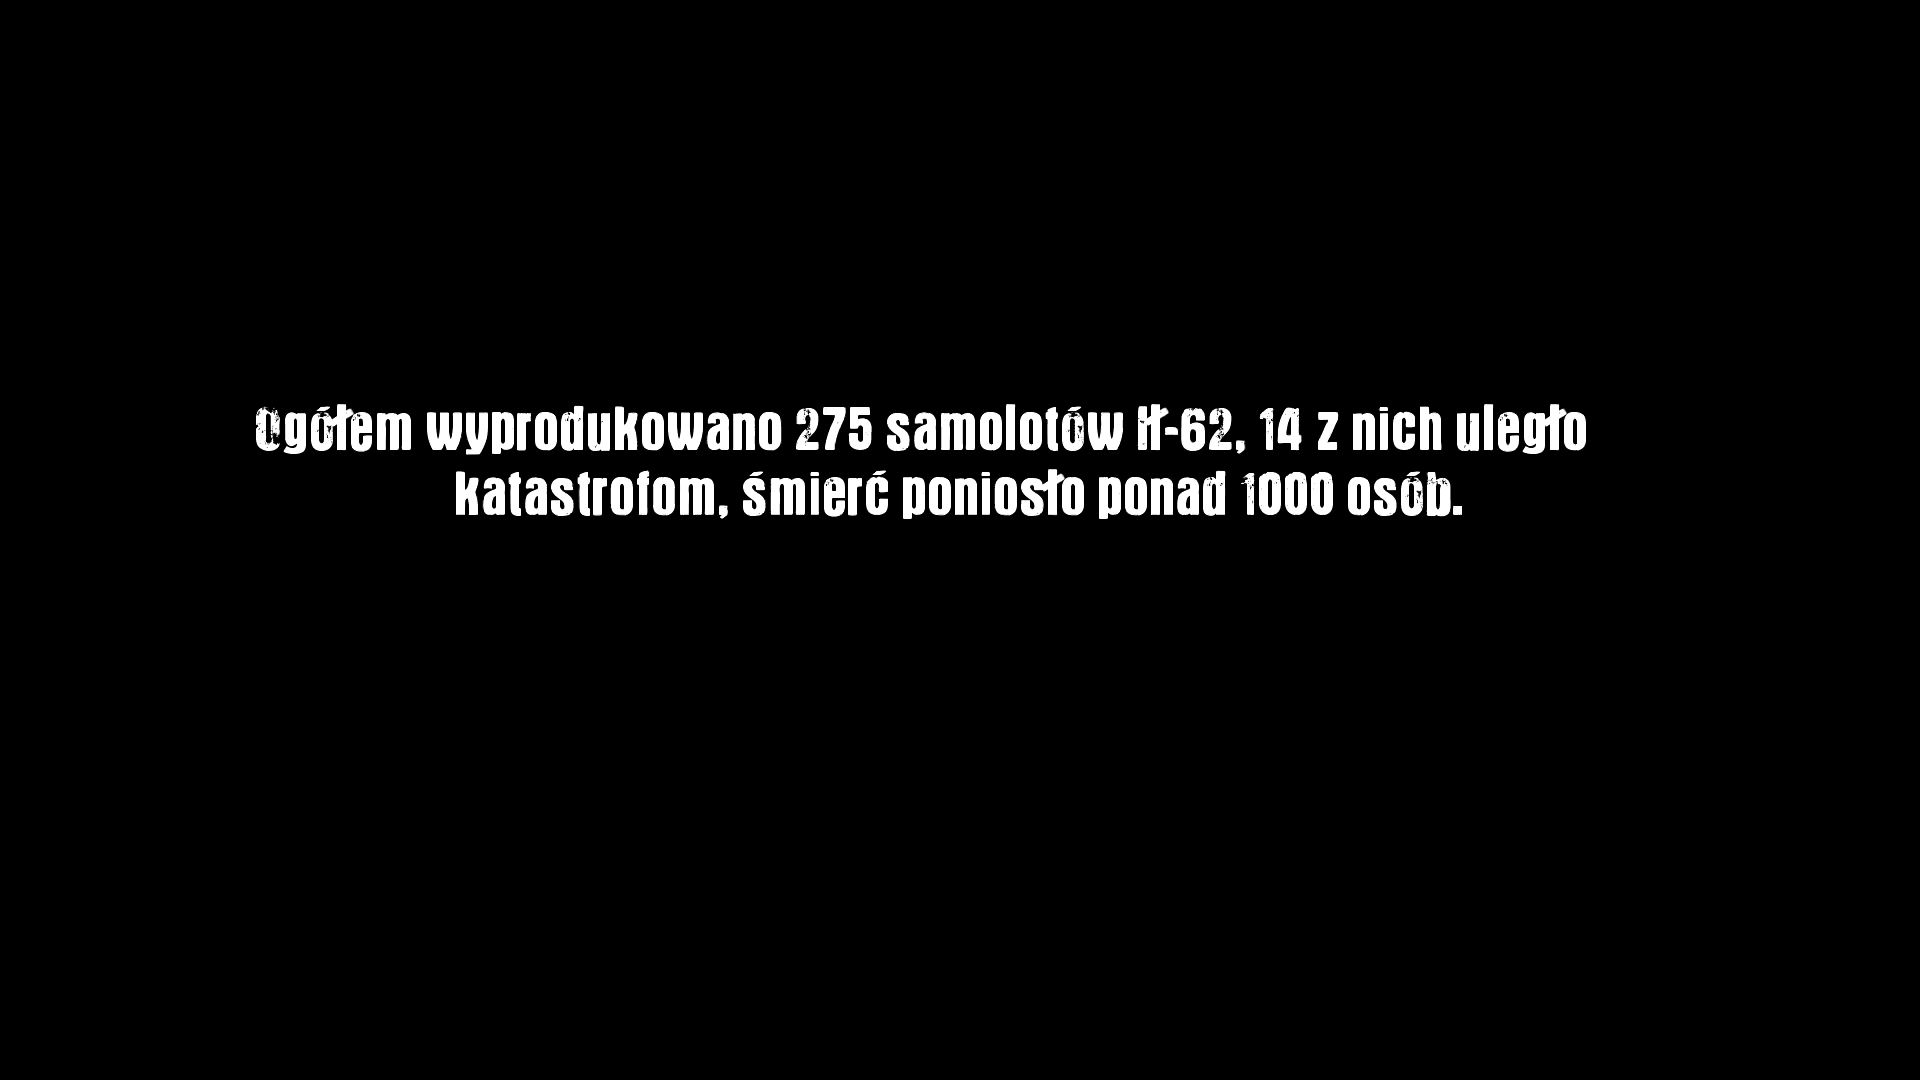 Ogółem wyprodukowano 275 samolotów Ił-62, 14 z nich uległo
katastrofom, śmierć poniosło ponad 1000 osób.